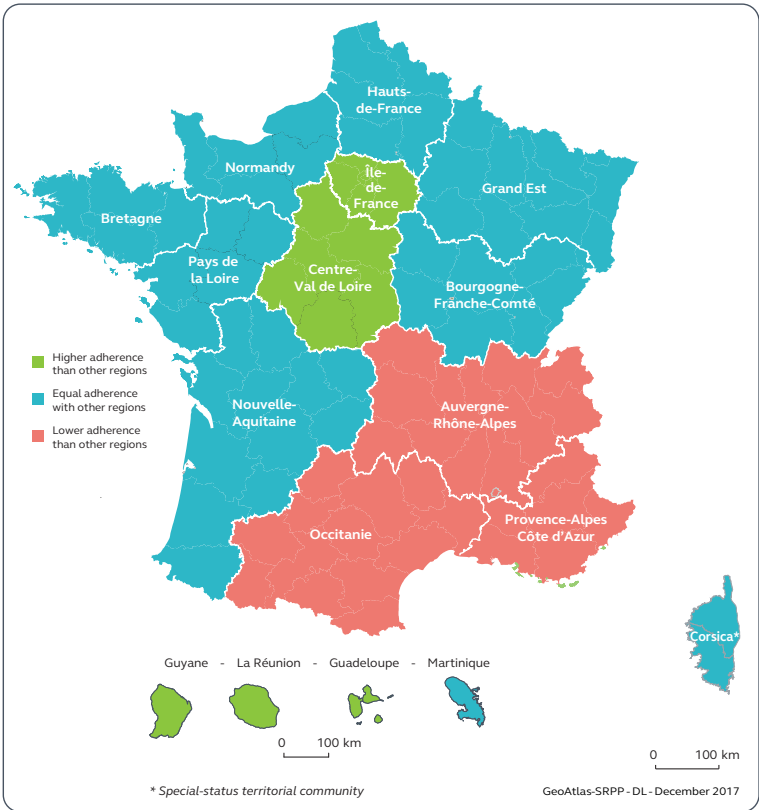 Hauts-
de-France
Normandy
Île-
de-
France
Grand Est
Bretagne
Pays de
la Loire
Centre-
Val de Loire
Bourgogne-
Franche-Comté
Higher adherence
than other regions
Equal adherence
with other regions
Lower adherence
than other regions
Nouvelle-
Aquitaine
Auvergne-
Rhône-Alpes
Occitanie
Provence-Alpes
Côte d’Azur
Corsica*
Guyane - La Réunion - Guadeloupe - Martinique
0 100 km
0 100 km
* Special-status territorial community
GeoAtlas-SRPP - DL - December 2017